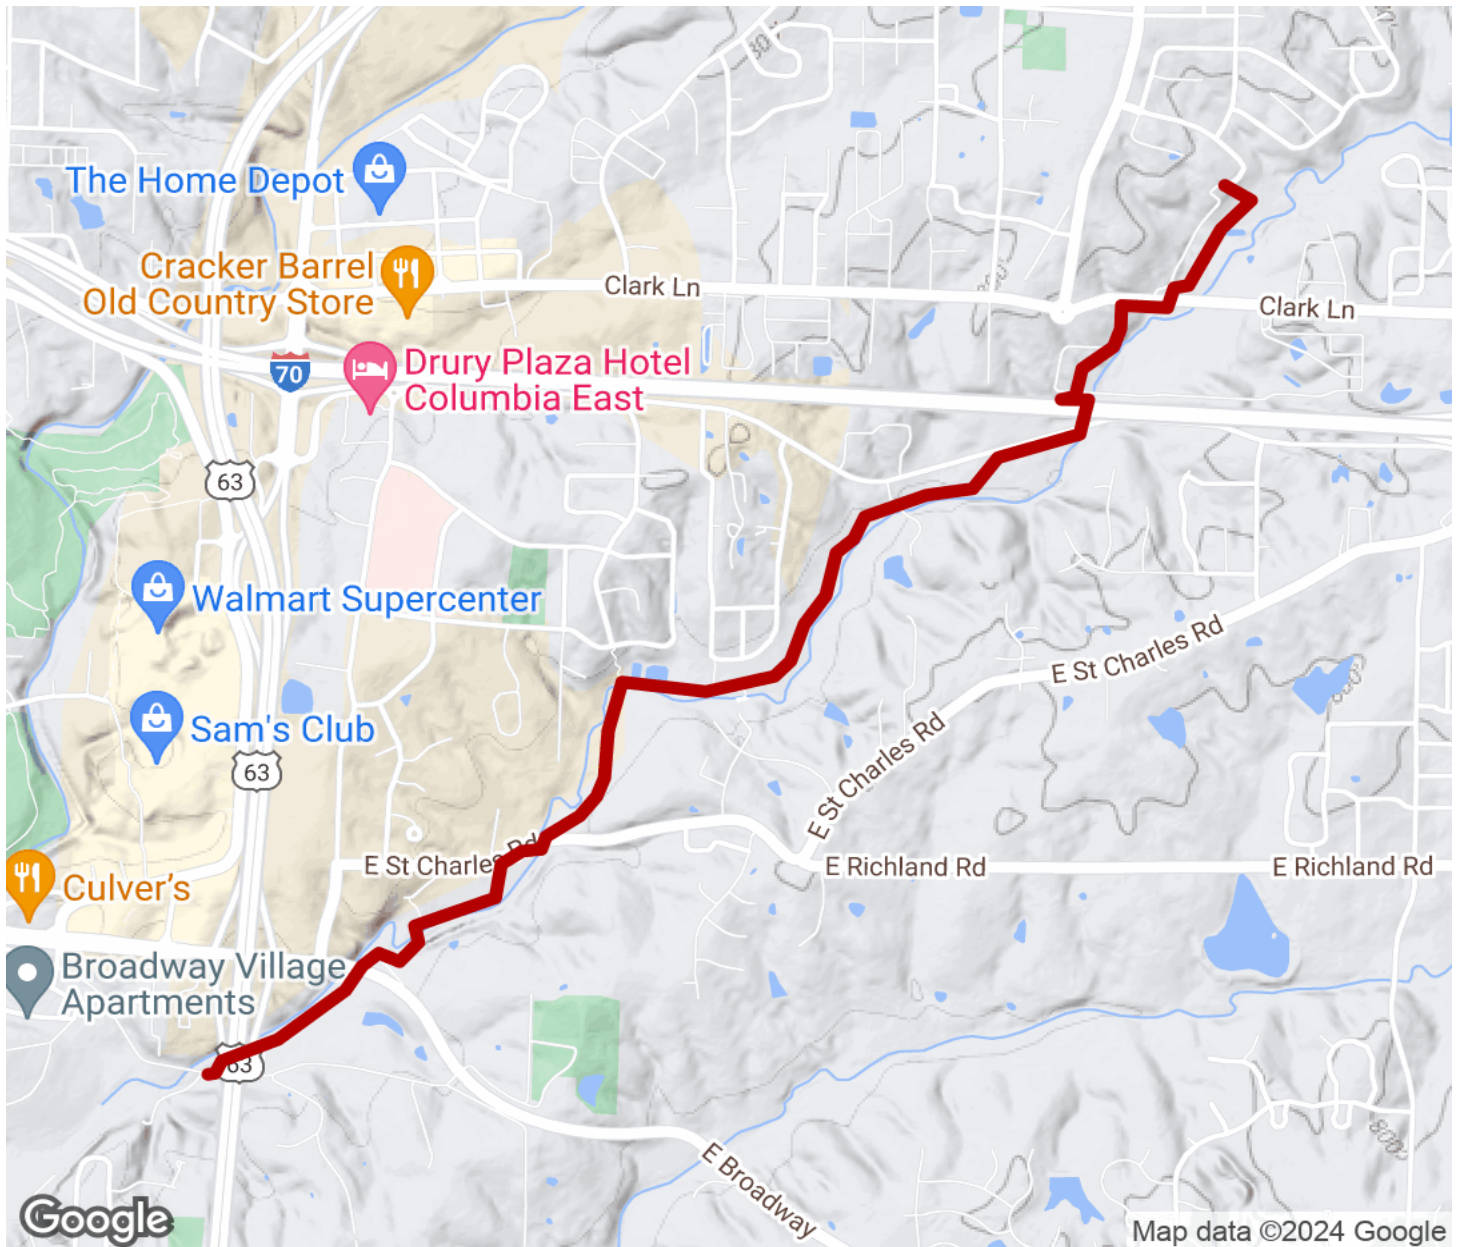 The Home Depot
Cracker Barrel
Old Country Store
Clark Ln
Clark Ln
70
Drury Plaza Hotel
Columbia East
63
Walmart Supercenter
E St Charles Rd
Sam's Club
63
E St Charles Rd
800
E St Charles Rd
E Richland Rd
E Richland Rd
Culver's
Broadway Village
Apartments
63
E Broadway
800
Google
Map data ©2024 Google